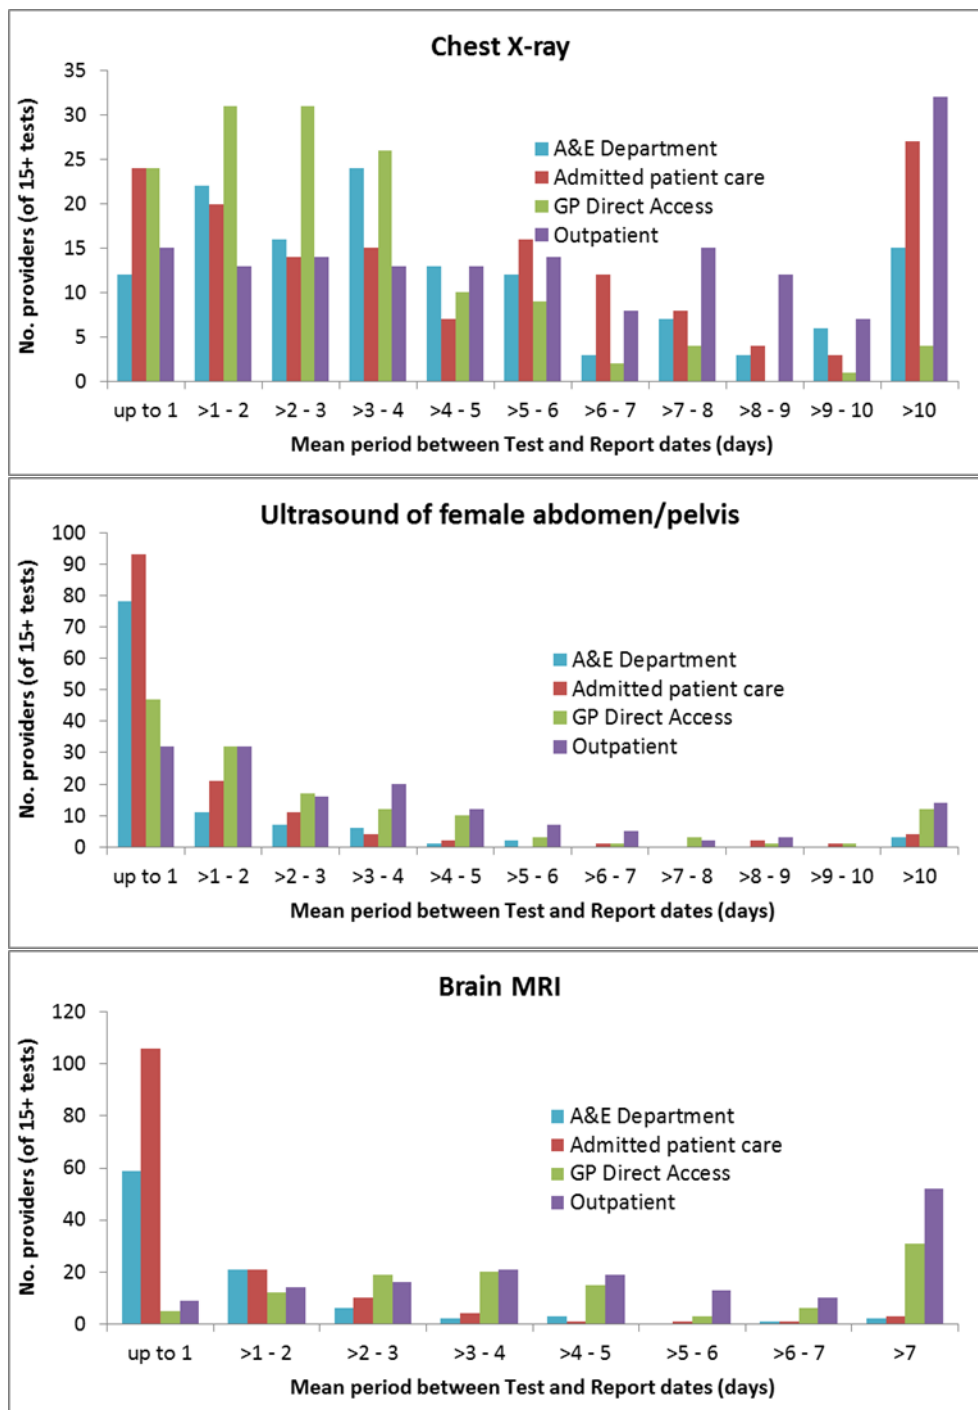 Chest X-ray
No. providers (of 15+ tests)
35
30
25
20
15
10
5
0
A&E Department
Admitted patient care
GP Direct Access
Outpatient
up to 1 >1 - 2 >2 - 3 >3 - 4 >4 - 5 >5 - 6 >6 - 7 >7 - 8 >8 - 9 >9 - 10 >10
Mean period between Test and Report dates (days)
Ultrasound of female abdomen/pelvis
No. providers (of 15+ tests)
100
90
80
70
60
50
40
30
20
10
0
A&E Department
Admitted patient care
GP Direct Access
Outpatient
up to 1 >1 - 2 >2 - 3 >3 - 4 >4 - 5 >5 - 6 >6 - 7 >7 - 8 >8 - 9 >9 - 10 >10
Mean period between Test and Report dates (days)
Brain MRI
No. providers (of 15+ tests)
120
100
80
60
40
20
0
A&E Department
Admitted patient care
GP Direct Access
Outpatient
up to 1 >1 - 2 >2 - 3 >3 - 4 >4 - 5 >5 - 6 >6 - 7 >7
Mean period between Test and Report dates (days)